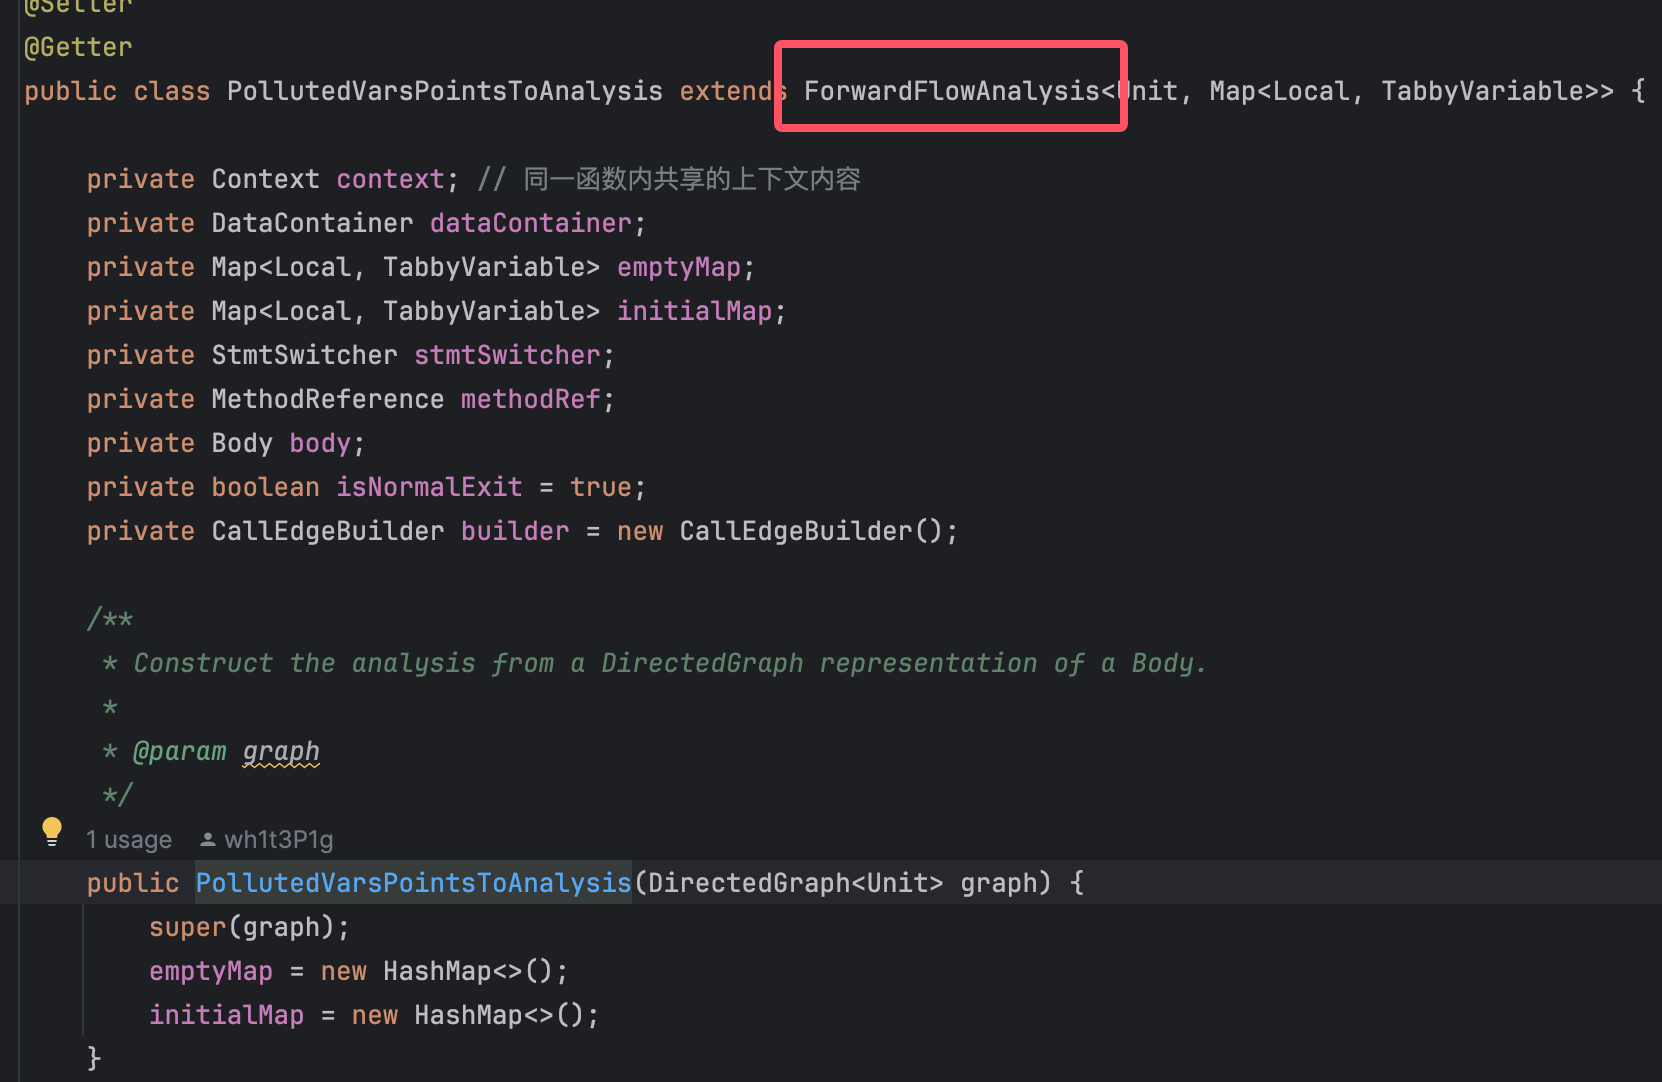 @Setter
@Getter
public class PollutedVarsPointsToAnalysis extends ForwardFlowAnalysis<Unit, Map<Local, TabbyVariable>> {
private Context context; // 同一函数内共享的上下文内容
private DataContainer dataContainer;
private Map<Local, TabbyVariable> emptyMap;
private Map<Local, TabbyVariable> initialMap;
private StmtSwitcher stmtSwitcher;
private MethodReference methodRef;
private Body body;
private boolean isNormalExit = true;
private CallEdgeBuilder builder = new CallEdgeBuilder();
/**
* Construct the analysis from a DirectedGraph representation of a Body.
*
* @param graph
*/
1 usage wh1t3P1g
public PollutedVarsPointsToAnalysis(DirectedGraph<Unit> graph) {
super(graph);
emptyMap = new HashMap<>();
initialMap = new HashMap<>();
}